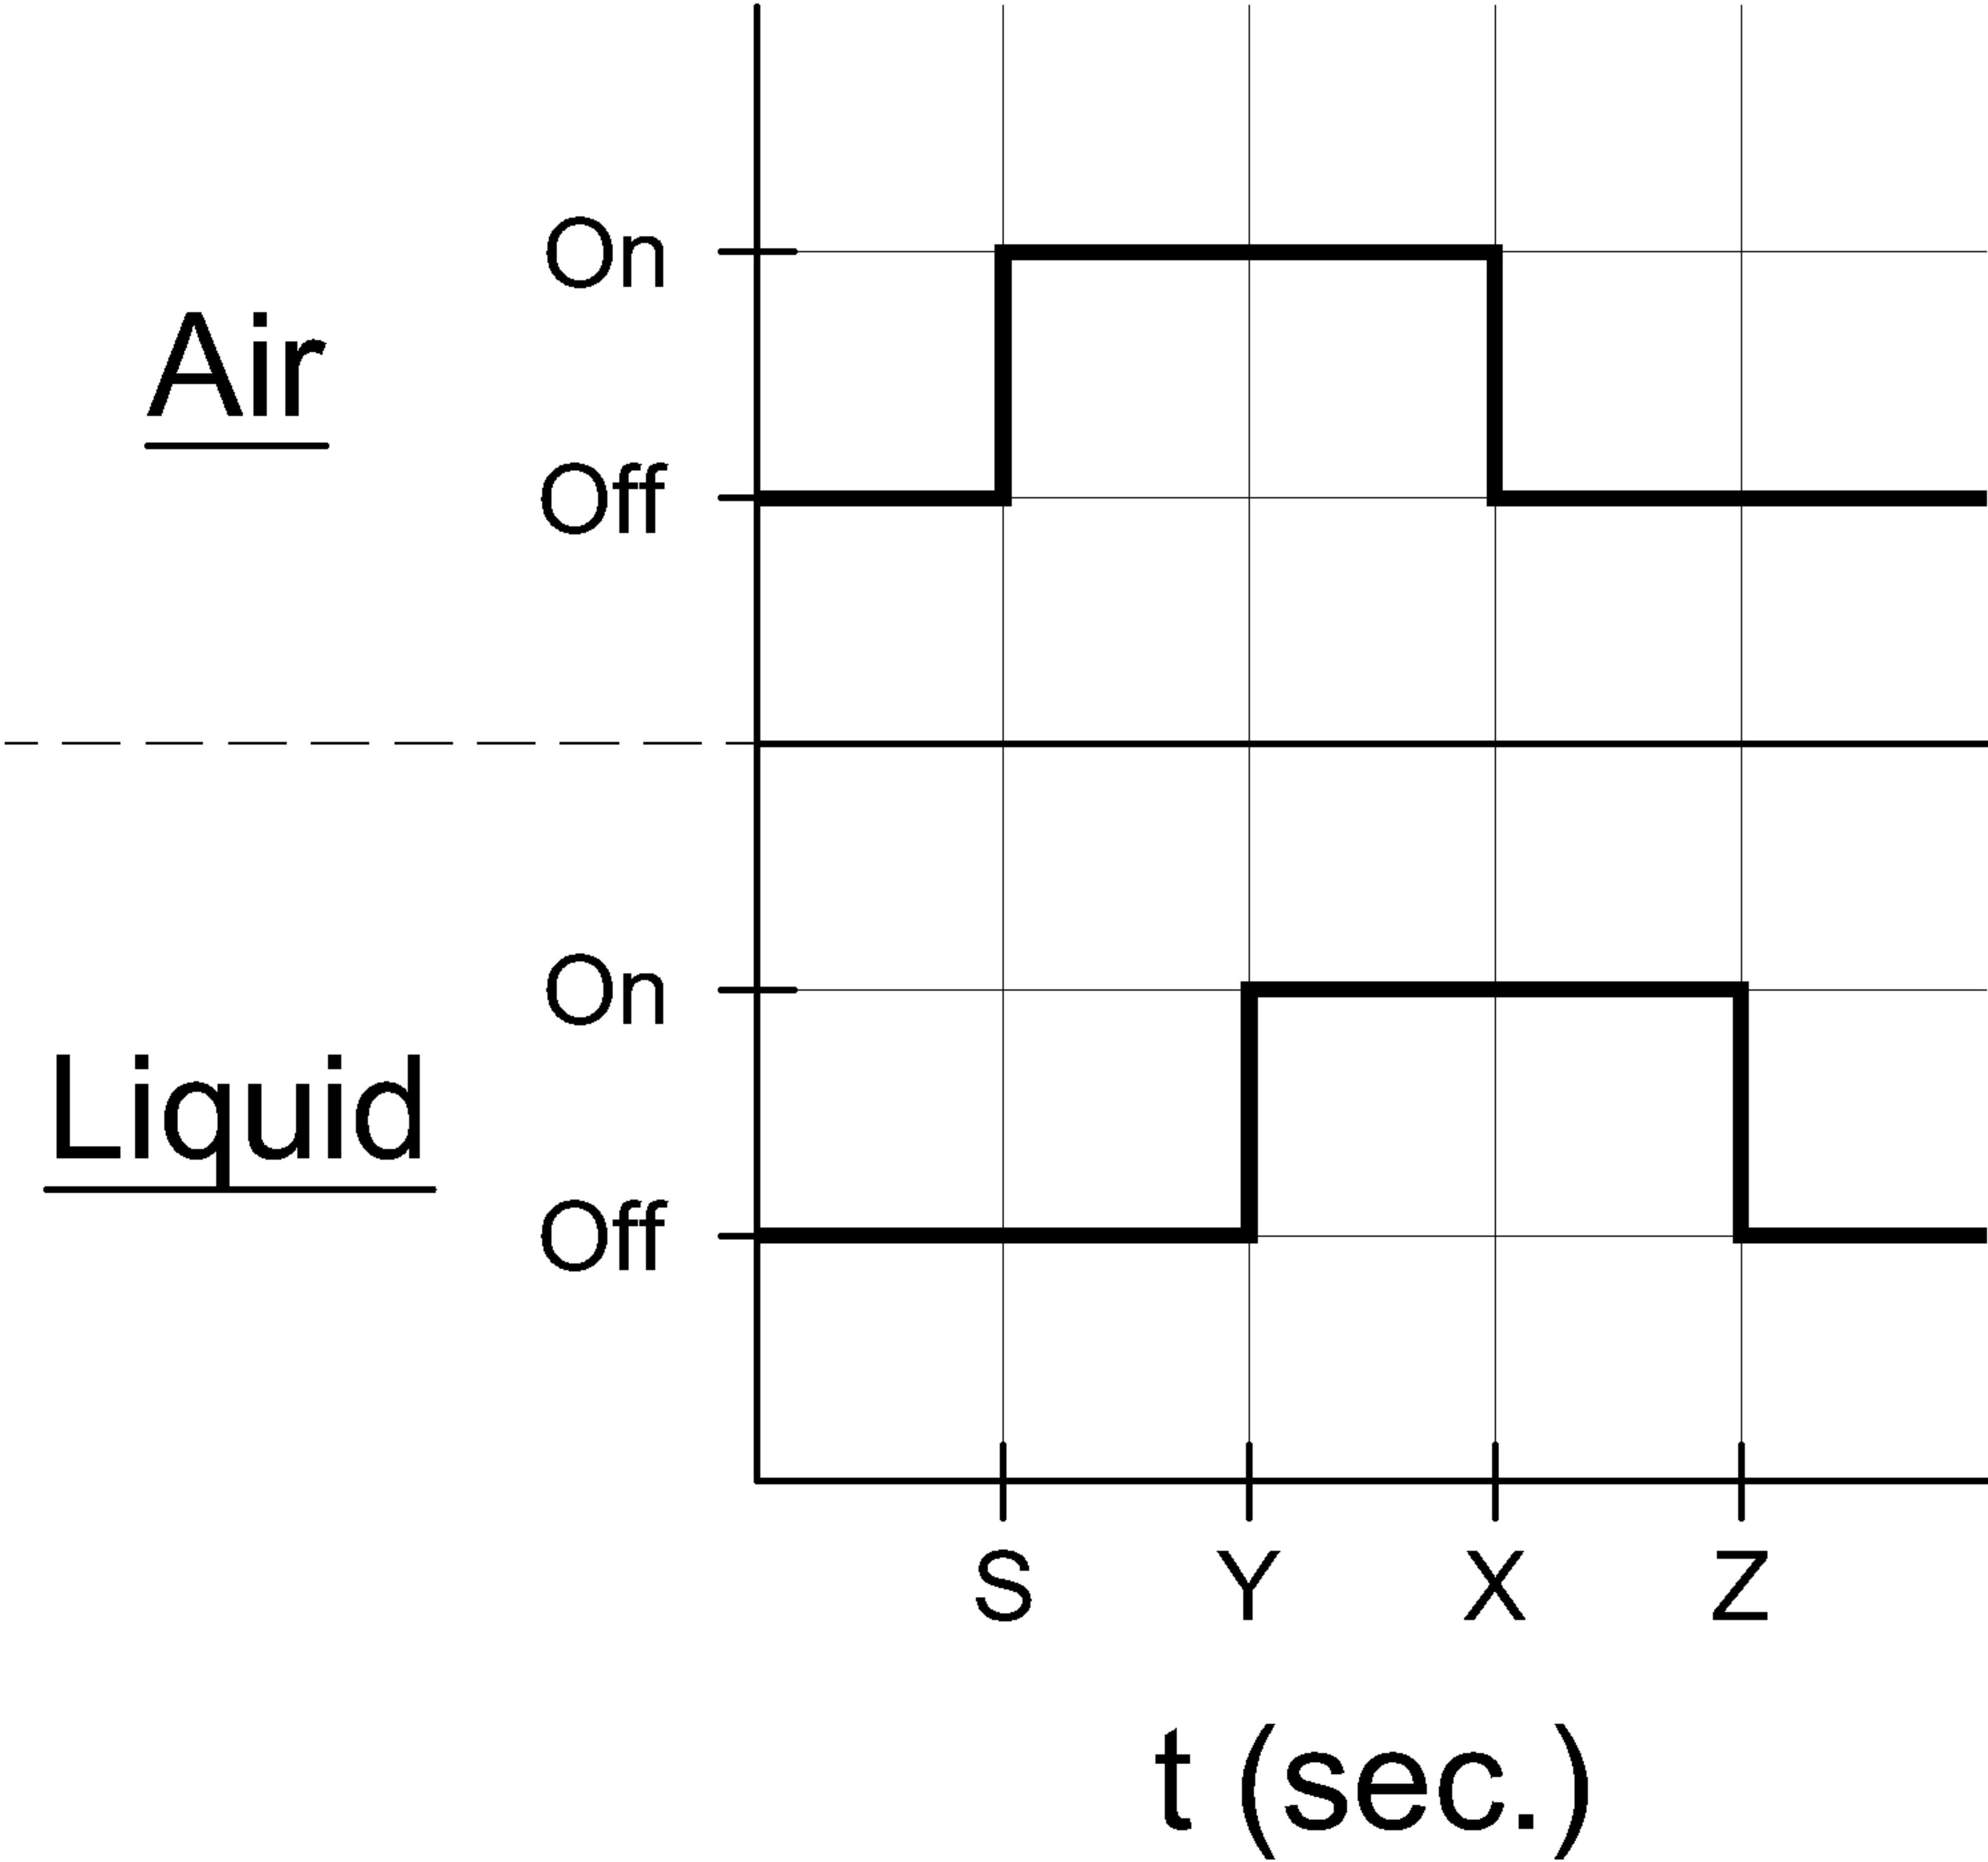 On
Air
Off
On
Liquid
Off
S Y X Z
t (sec.)